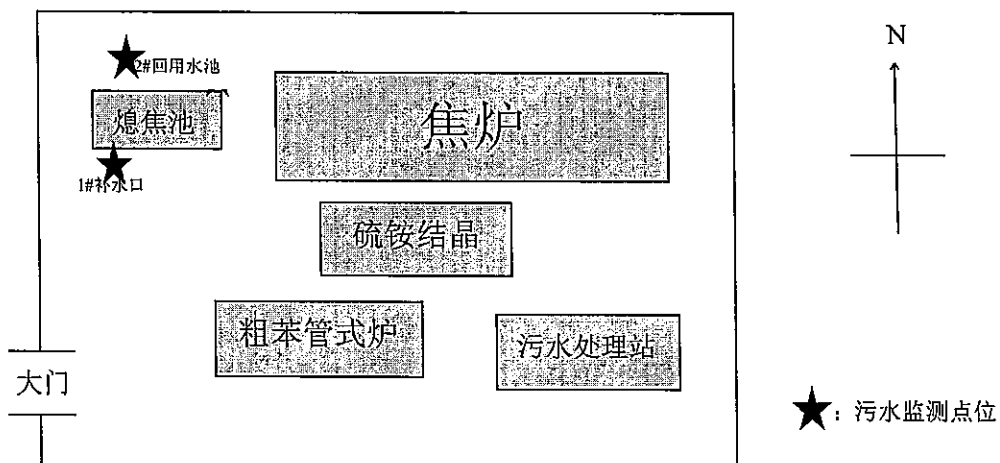 N
2#回用水池
熄焦池
焦炉
1#补水口
硫铵结晶
粗苯管式炉
污水处理站
大门
★：污水监测点位